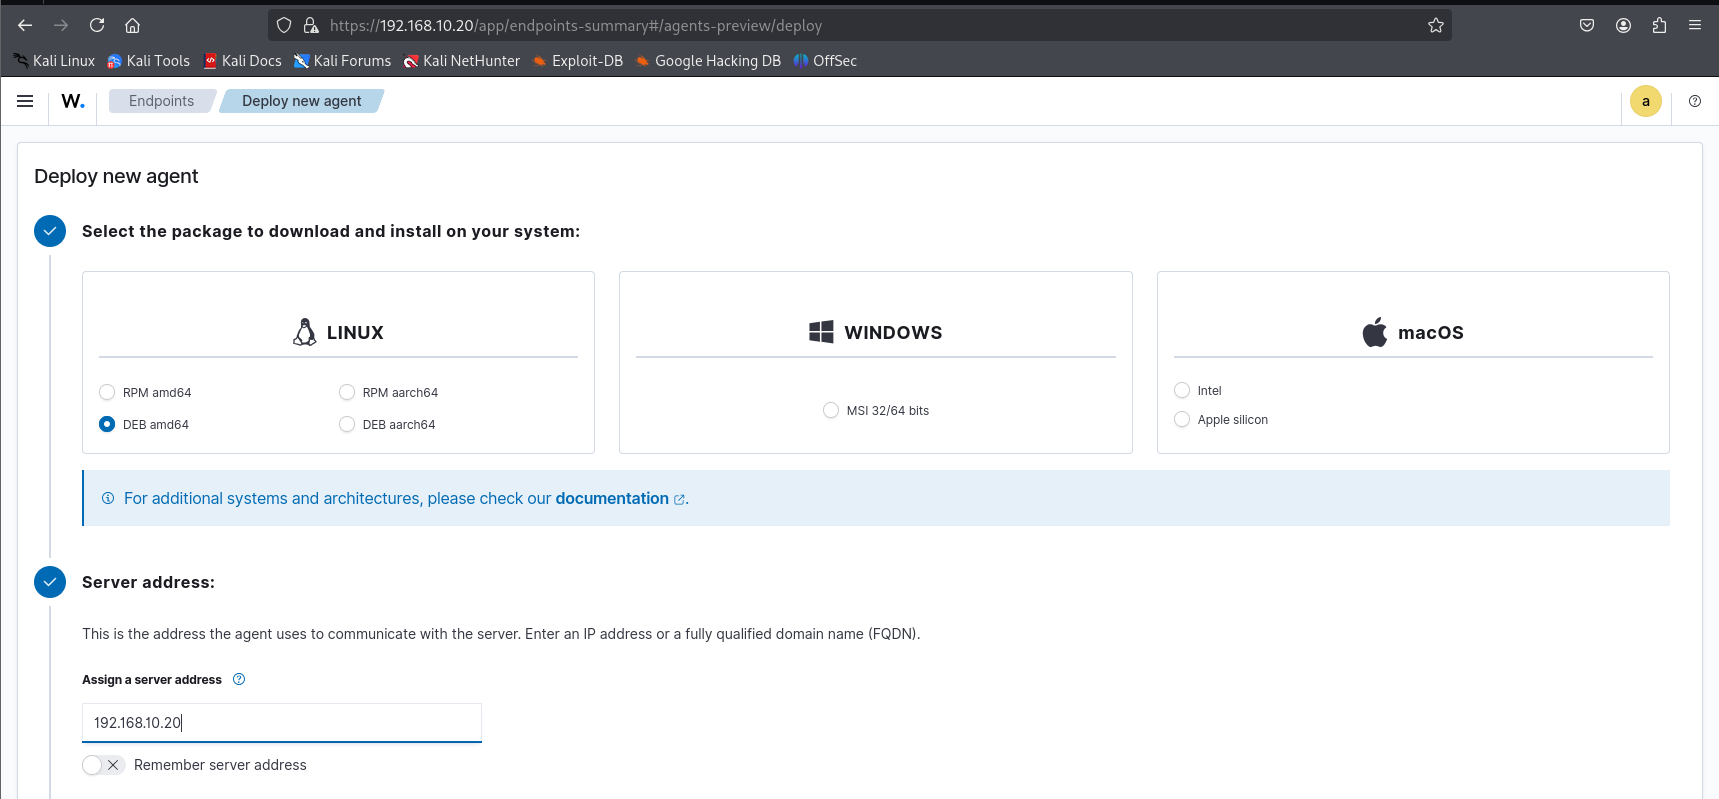 https://192.168.10.20/app/endpoints-summary#/agents-preview/deploy
Kali Linux Kali Tools Kali Docs Kali Forums Kali NetHunter Exploit-DB Google Hacking DB OffSec
W. Endpoints Deploy new agent a
Deploy new agent
Select the package to download and install on your system:
LINUX WINDOWS macOS
RPM amd64 RPM aarch64 MSI 32/64 bits Intel
DEB amd64 DEB aarch64 Apple silicon
For additional systems and architectures, please check our documentation .
Server address:
This is the address the agent uses to communicate with the server. Enter an IP address or a fully qualified domain name (FQDN).
Assign a server address
192.168.10.20
Remember server address